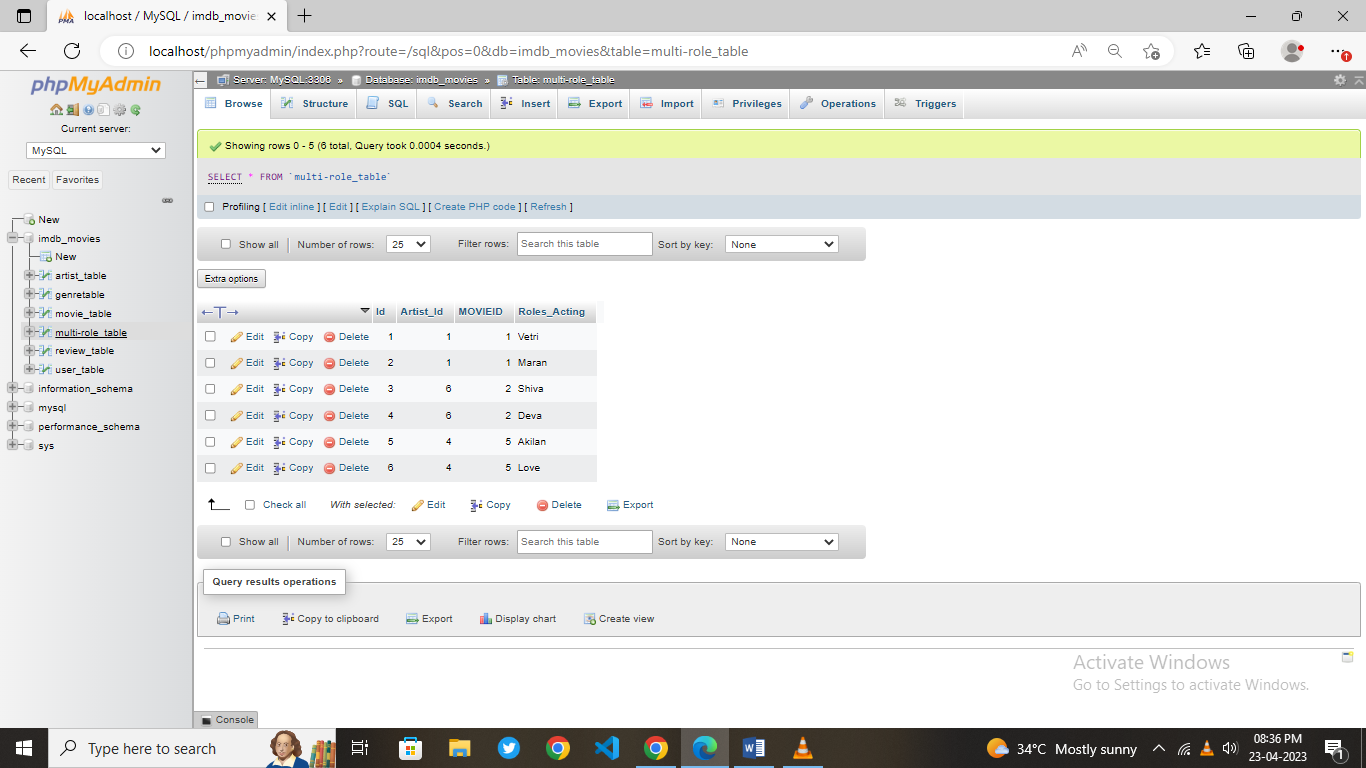 localhost / MySQL / imdb_movies
localhost/phpmyadmin/index.php?route=/sql&pos=0&db=imdb_movies&table=multi-role_table
phpMyAdmin
Current server:
MySQL
Recent Favorites
New
imdb_movies
New
artist_table
genretable
movie_table
multi-role_table
review_table
user_table
information_schema
mysql
performance_schema
sys
Server: MySQL:3306 » Database: imdb_movies » Table: multi-role_table
Browse Structure SQL Search Insert Export Import Privileges Operations Triggers
Showing rows 0 - 5 (6 total, Query took 0.0004 seconds.)
SELECT * FROM `multi-role_table`
Profiling [ Edit inline ] [ Edit ] [ Explain SQL ] [ Create PHP code ] [ Refresh ]
Show all Number of rows: 25 Filter rows: Search this table Sort by key: None
Extra options
←T→ Id Artist_Id MOVIEID Roles_Acting
Edit Copy Delete 1 1 1 Vetri
Edit Copy Delete 2 1 1 Maran
Edit Copy Delete 3 6 2 Shiva
Edit Copy Delete 4 6 2 Deva
Edit Copy Delete 5 4 5 Akilan
Edit Copy Delete 6 4 5 Love
Check all With selected: Edit Copy Delete Export
Show all Number of rows: 25 Filter rows: Search this table Sort by key: None
Query results operations
Print Copy to clipboard Export Display chart Create view
Activate Windows
Go to Settings to activate Windows.
Console
Type here to search
34°C Mostly sunny
08:36 PM
23-04-2023
1